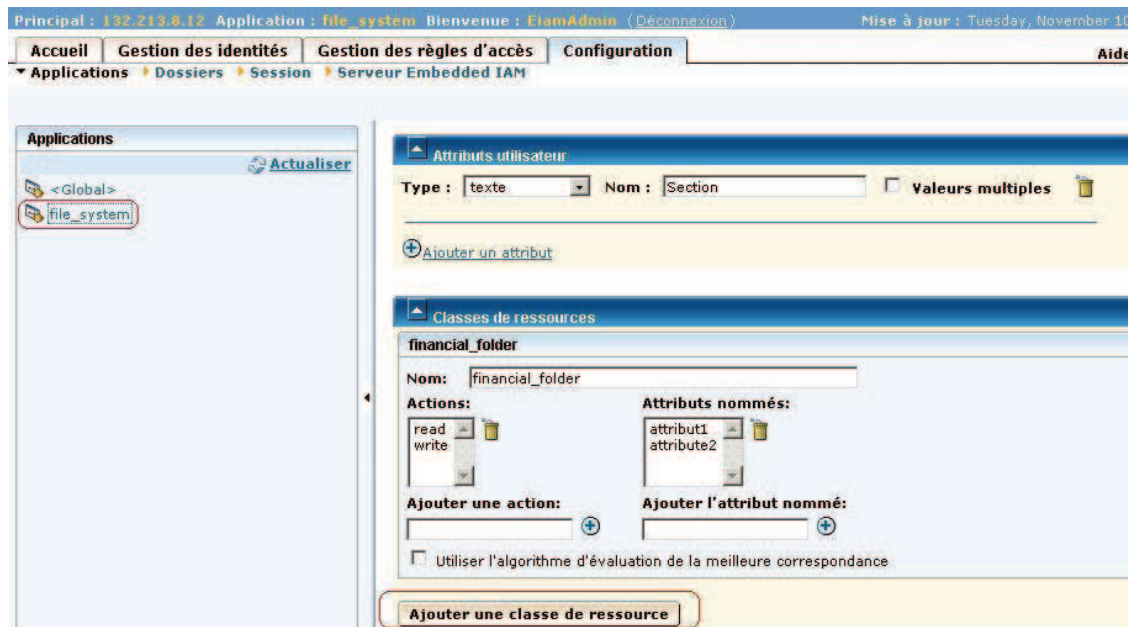 Principal : 132.213.8.12 Application : file_system Bienvenue : EiamAdmin (Déconnexion) Mise à jour : Tuesday, November 10
Accueil Gestion des identités Gestion des règles d'accès Configuration Aide
Applications Dossiers Session Serveur Embedded IAM
Applications
Actualiser
<Global>
file_system
Attributs utilisateur
Type : texte Nom : Section Valeurs multiples
Ajouter un attribut
Classes de ressources
financial_folder
Nom: financial_folder
Actions: Attributs nommés:
read attribut1
write attribute2
Ajouter une action: Ajouter l'attribut nommé:
Utiliser l'algorithme d'évaluation de la meilleure correspondance
Ajouter une classe de ressource